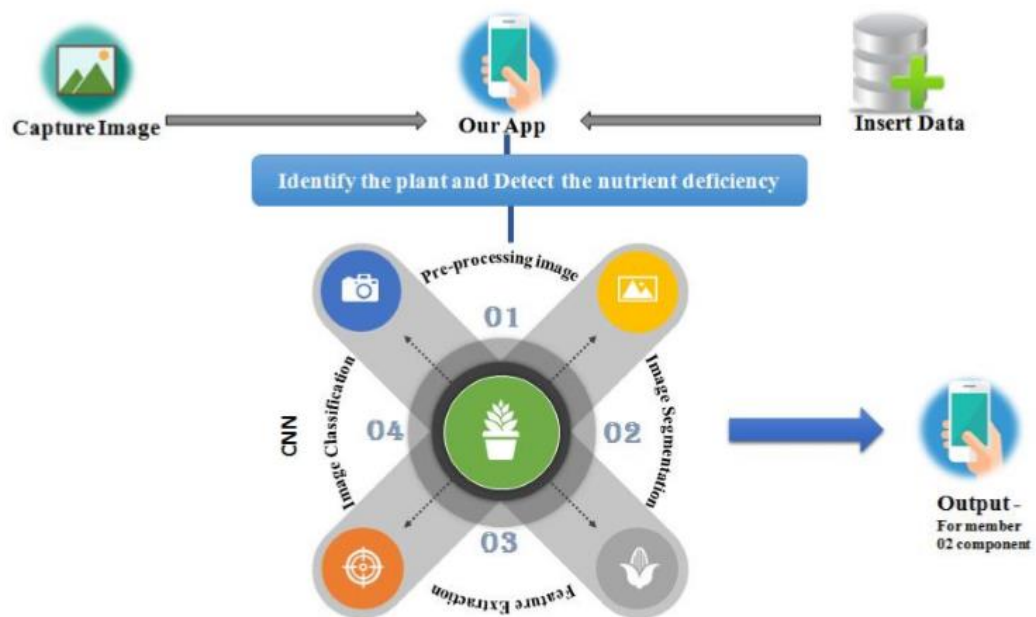 Capture Image
Our App
Insert Data
Identify the plant and Detect the nutrient deficiency
Pre-processing image
01
Image Segmentation
02
Feature Extraction
03
Image Classification
04
CNN
Output -
For member
02 component